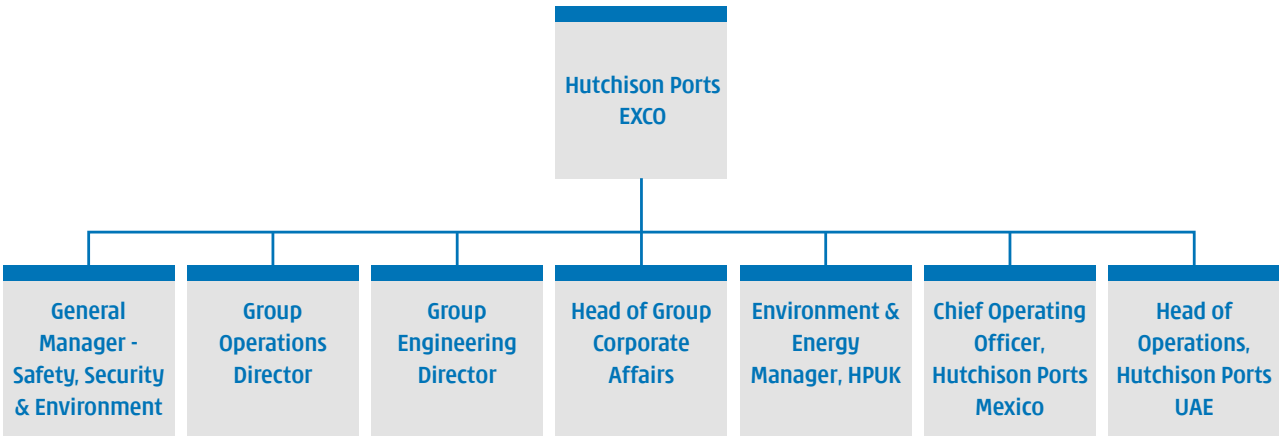 Hutchison Ports
EXCO
General
Manager -
Safety, Security
& Environment
Group
Operations
Director
Group
Engineering
Director
Head of Group
Corporate
Affairs
Environment &
Energy
Manager, HPUK
Chief Operating
Officer,
Hutchison Ports
Mexico
Head of
Operations,
Hutchison Ports
UAE